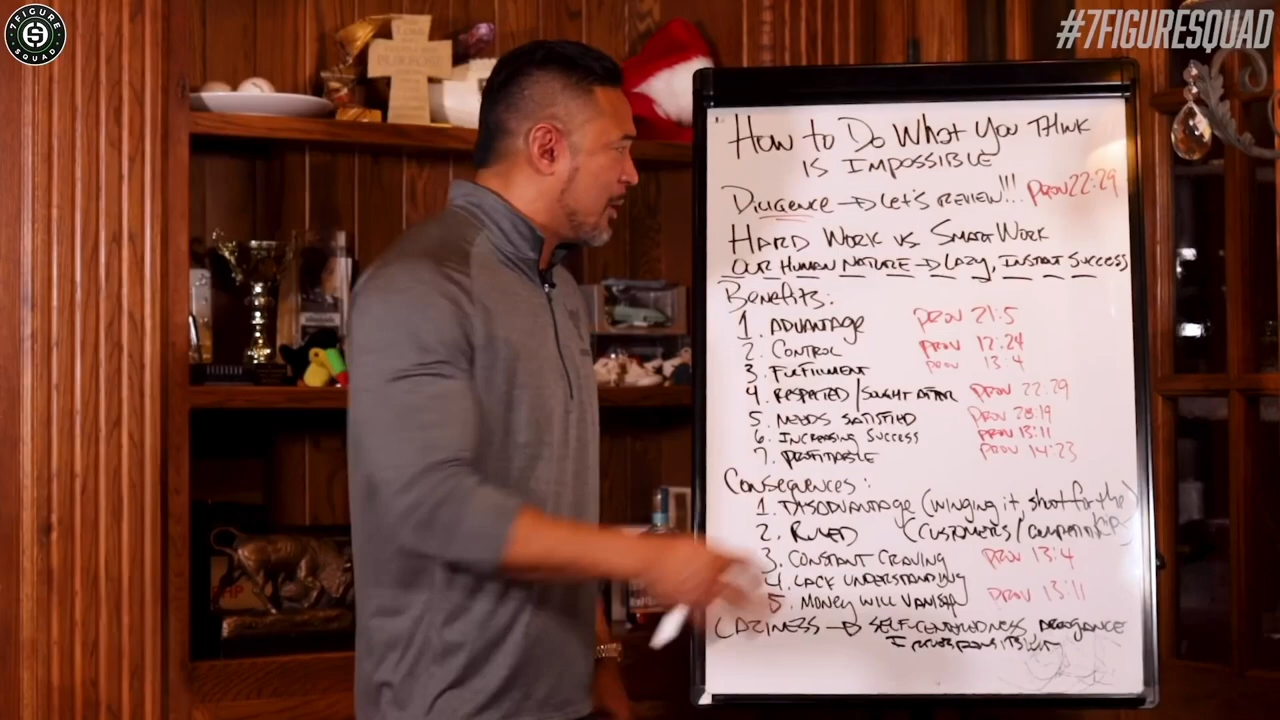 7FIGURE
SQUAD
#7FIGURESQUAD
HOW to DO WHAT YOU THINK
IS IMPOSSIBLE
DILIGENCE → LET'S REVIEW!!! PROV 22:29
HARD WORK VS SMART WORK
OUR HUMAN NATURE → LAZY, INSTANT SUCCESS
Benefits:
1. ADVANTAGE PROV 21:5
2. CONTROL PROV 12:24
3. FULFILLMENT PROV 13:4
4. RESPECTED/SOUGHT AFTER PROV 22:29
5. NEEDS SATISFIED PROV 28:19
6. INCREASING SUCCESS PROV 13:11
7. PROFITABLE PROV 14:23
Consequences:
1. DISADVANTAGE (winging it, shoot for the
2. RULED (CUSTOMERS/
3. CONSTANT CRAVING PROV 13:4
4. LACK UNDERSTANDING
5. MONEY WILL VANISH PROV 13:11
LAZINESS → SELF-CENTEREDNESS, ARROGANCE